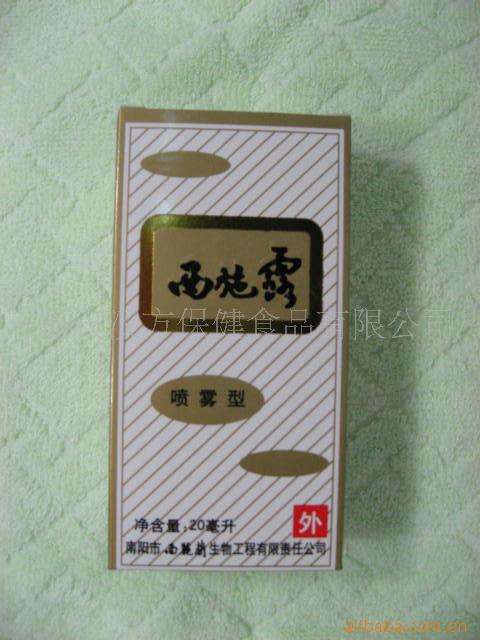 西施露
方保健食品有限公
喷雾型
外
净含量:20毫升
南阳市西施兰生物工程有限责任公司
alibaba.com.cn